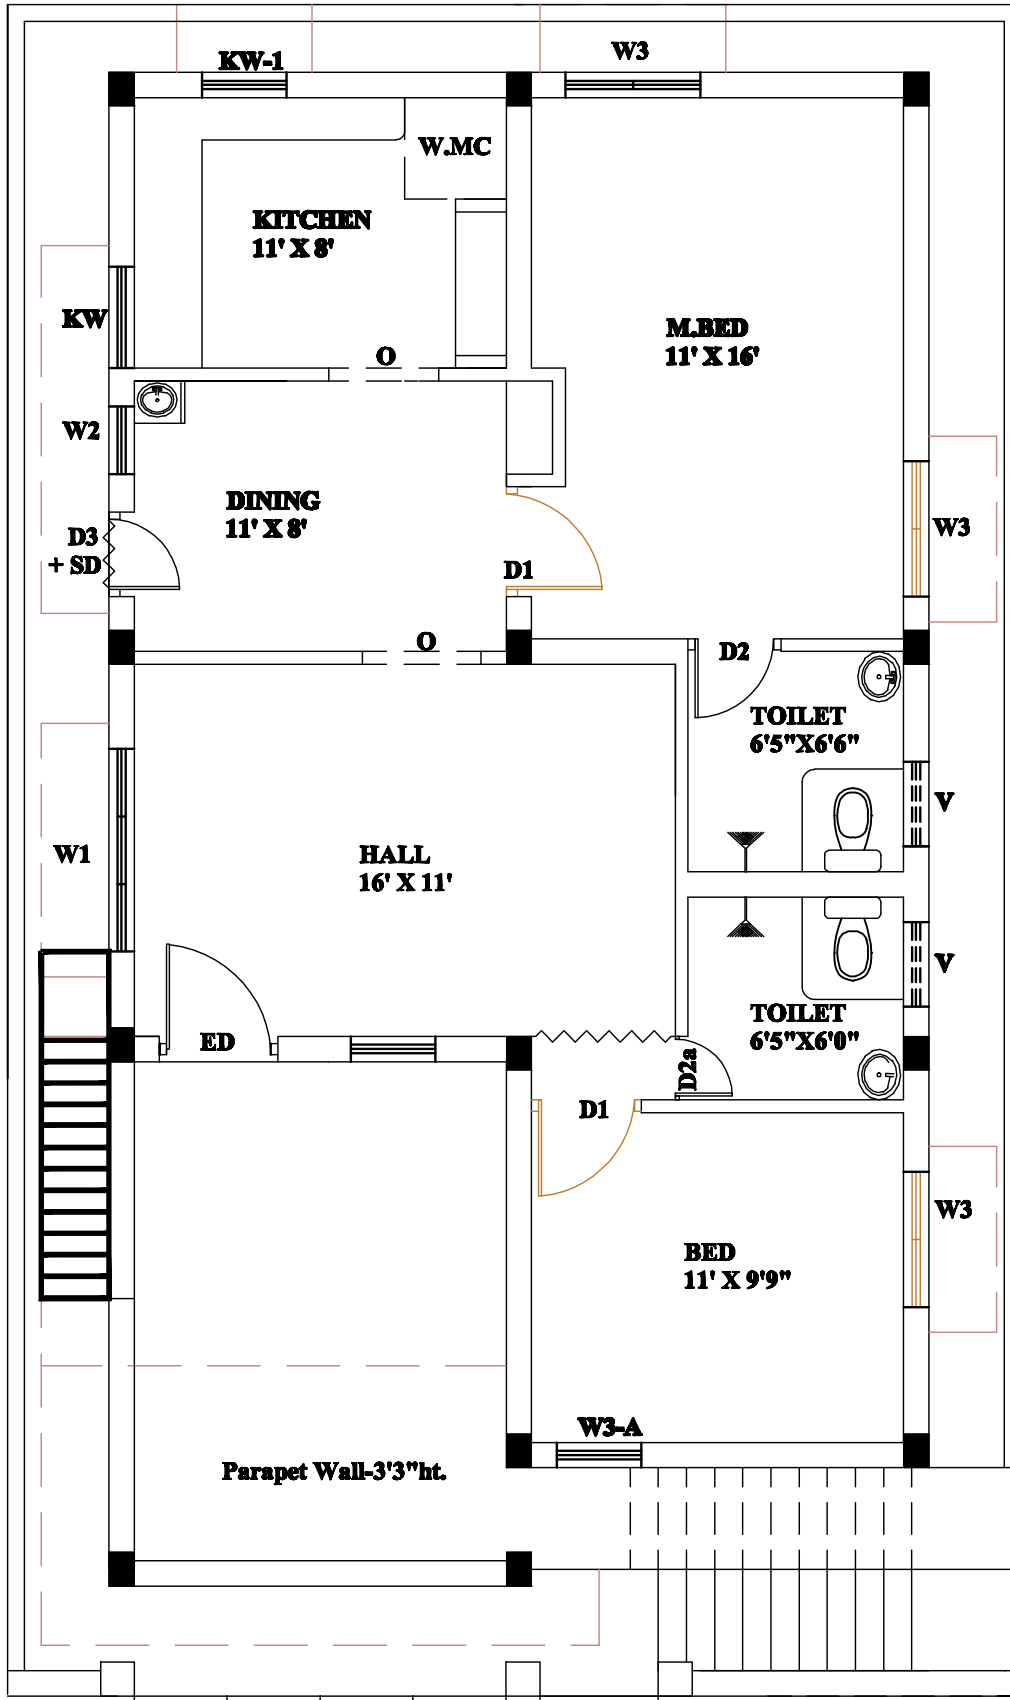 KW-1
W3
W.MC
KITCHEN
11' X 8'
KW
M.BED
11' X 16'
O
W2
DINING
11' X 8'
D3
+ SD
D1
W3
O
D2
TOILET
6'5"X6'6"
V
W1
HALL
16' X 11'
V
TOILET
6'5"X6'0"
ED
D2a
D1
W3
BED
11' X 9'9"
W3-A
Parapet Wall-3'3"ht.